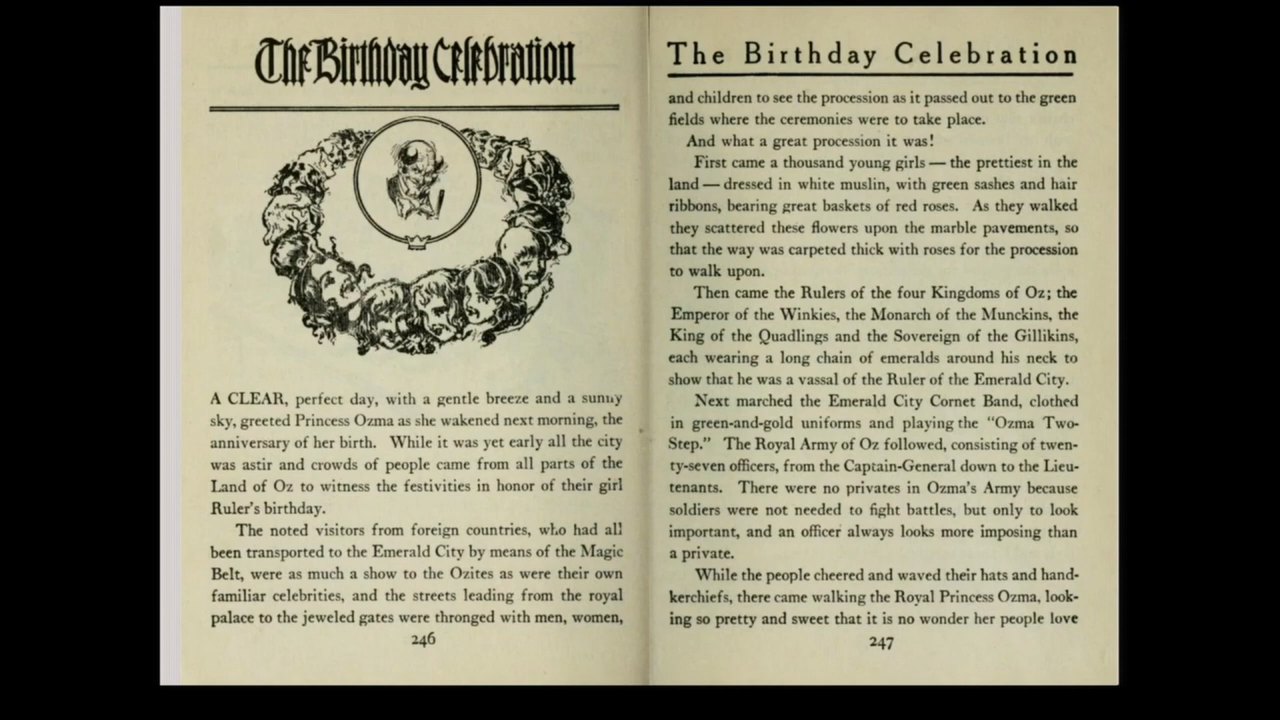 The Birthday Celebration
A CLEAR, perfect day, with a gentle breeze and a sunny
sky, greeted Princess Ozma as she wakened next morning, the
anniversary of her birth. While it was yet early all the city
was astir and crowds of people came from all parts of the
Land of Oz to witness the festivities in honor of their girl
Ruler's birthday.
The noted visitors from foreign countries, who had all
been transported to the Emerald City by means of the Magic
Belt, were as much a show to the Ozites as were their own
familiar celebrities, and the streets leading from the royal
palace to the jeweled gates were thronged with men, women,
246
The Birthday Celebration
and children to see the procession as it passed out to the green
fields where the ceremonies were to take place.
And what a great procession it was!
First came a thousand young girls — the prettiest in the
land — dressed in white muslin, with green sashes and hair
ribbons, bearing great baskets of red roses. As they walked
they scattered these flowers upon the marble pavements, so
that the way was carpeted thick with roses for the procession
to walk upon.
Then came the Rulers of the four Kingdoms of Oz; the
Emperor of the Winkies, the Monarch of the Munckins, the
King of the Quadlings and the Sovereign of the Gillikins,
each wearing a long chain of emeralds around his neck to
show that he was a vassal of the Ruler of the Emerald City.
Next marched the Emerald City Cornet Band, clothed
in green-and-gold uniforms and playing the "Ozma Two-
Step." The Royal Army of Oz followed, consisting of twen-
ty-seven officers, from the Captain-General down to the Lieu-
tenants. There were no privates in Ozma's Army because
soldiers were not needed to fight battles, but only to look
important, and an officer always looks more imposing than
a private.
While the people cheered and waved their hats and hand-
kerchiefs, there came walking the Royal Princess Ozma, look-
ing so pretty and sweet that it is no wonder her people love
247